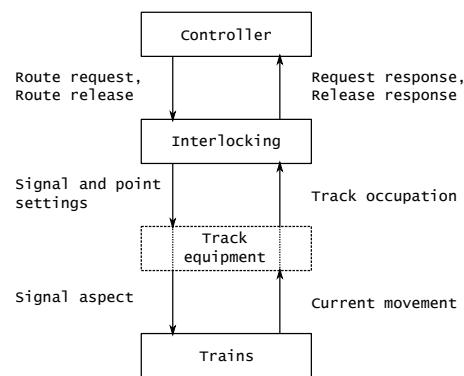 Controller
Route request,
Route release
Request response,
Release response
Interlocking
Signal and point
settings
Track occupation
Track
equipment
Signal aspect
Current movement
Trains